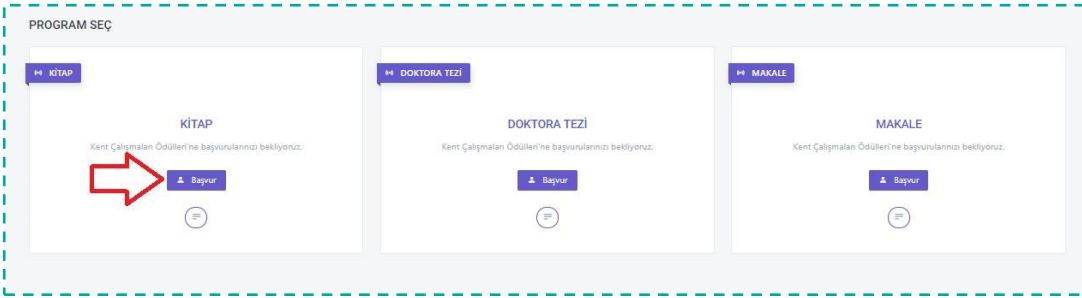 PROGRAM SEÇ
KİTAP
KİTAP
Kent Çalışmaları Ödülleri'ne başvurularınızı bekliyoruz.
Başvur
DOKTORA TEZİ
DOKTORA TEZİ
Kent Çalışmaları Ödülleri'ne başvurularınızı bekliyoruz.
Başvur
MAKALE
MAKALE
Kent Çalışmaları Ödülleri'ne başvurularınızı bekliyoruz.
Başvur